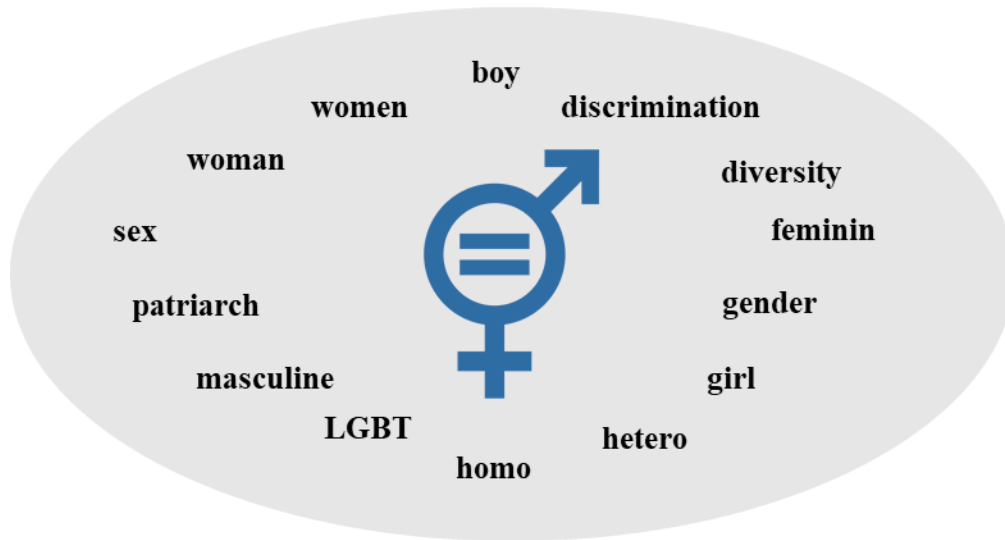 boy
women
discrimination
woman
diversity
sex
feminin
patriarch
gender
masculine
girl
LGBT
hetero
homo